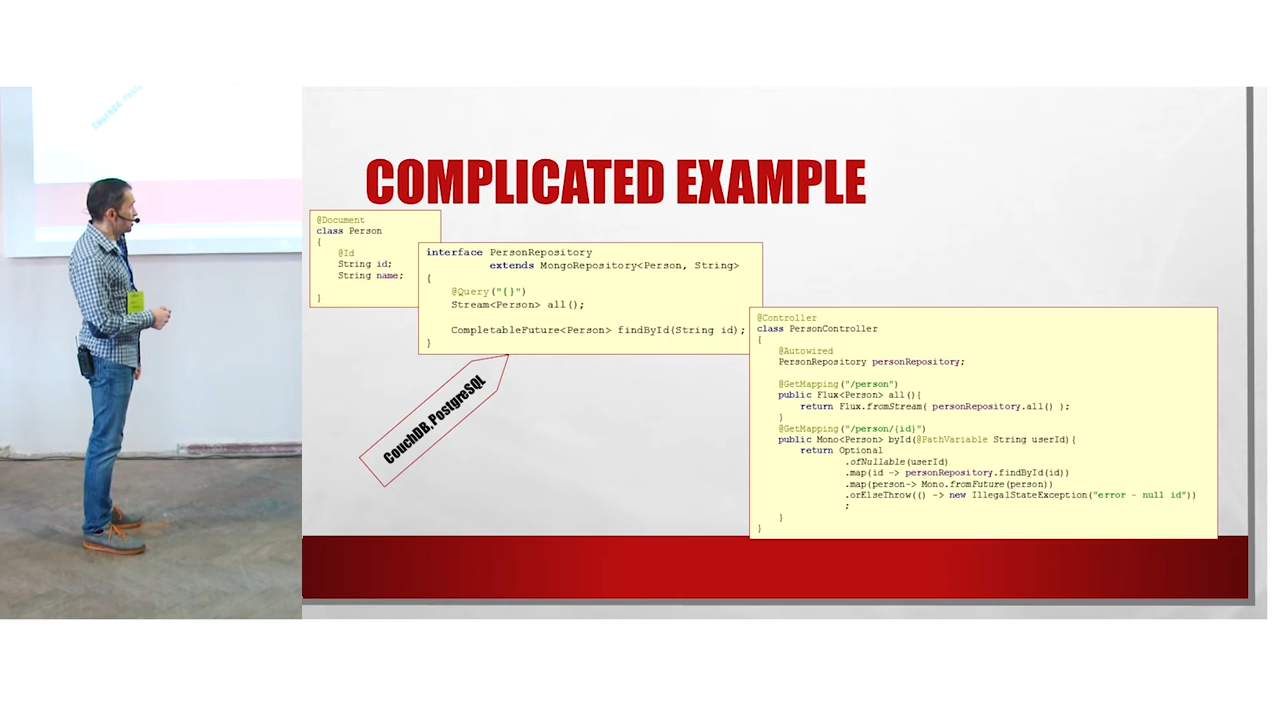 COMPLICATED EXAMPLE
@Document
class Person
{
@Id
String id;
String name;
}
interface PersonRepository
extends MongoRepository<Person, String>
{
@Query("{}")
Stream<Person> all();
CompletableFuture<Person> findById(String id);
}
CouchDB,PostgreSQL
@Controller
class PersonController
{
@Autowired
PersonRepository personRepository;
@GetMapping("/person")
public Flux<Person> all(){
return Flux.fromStream( personRepository.all() );
}
@GetMapping("/person/{id}")
public Mono<Person> byId(@PathVariable String userId){
return Optional
.ofNullable(userId)
.map(id -> personRepository.findById(id))
.map(person-> Mono.fromFuture(person))
.orElseThrow(() -> new IllegalStateException("error - null id"))
;
}
}